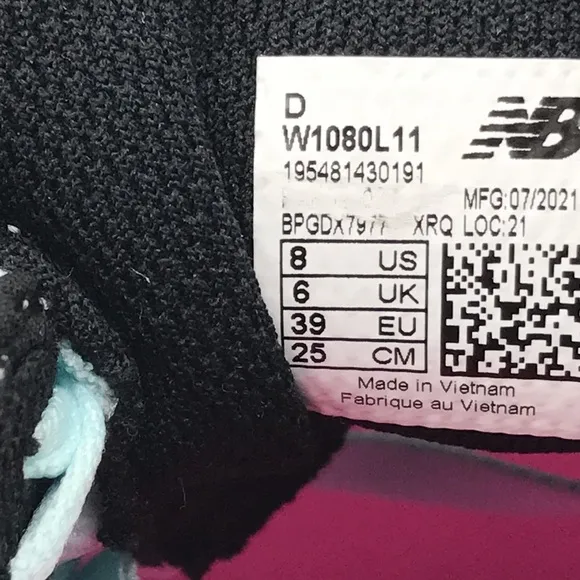 D
W1080L11
195481430191
NB
MFG:07/2021
XRQ LOC:21
8 US
6 UK
39 EU
25 CM
Made in Vietnam
Fabrique au Vietnam